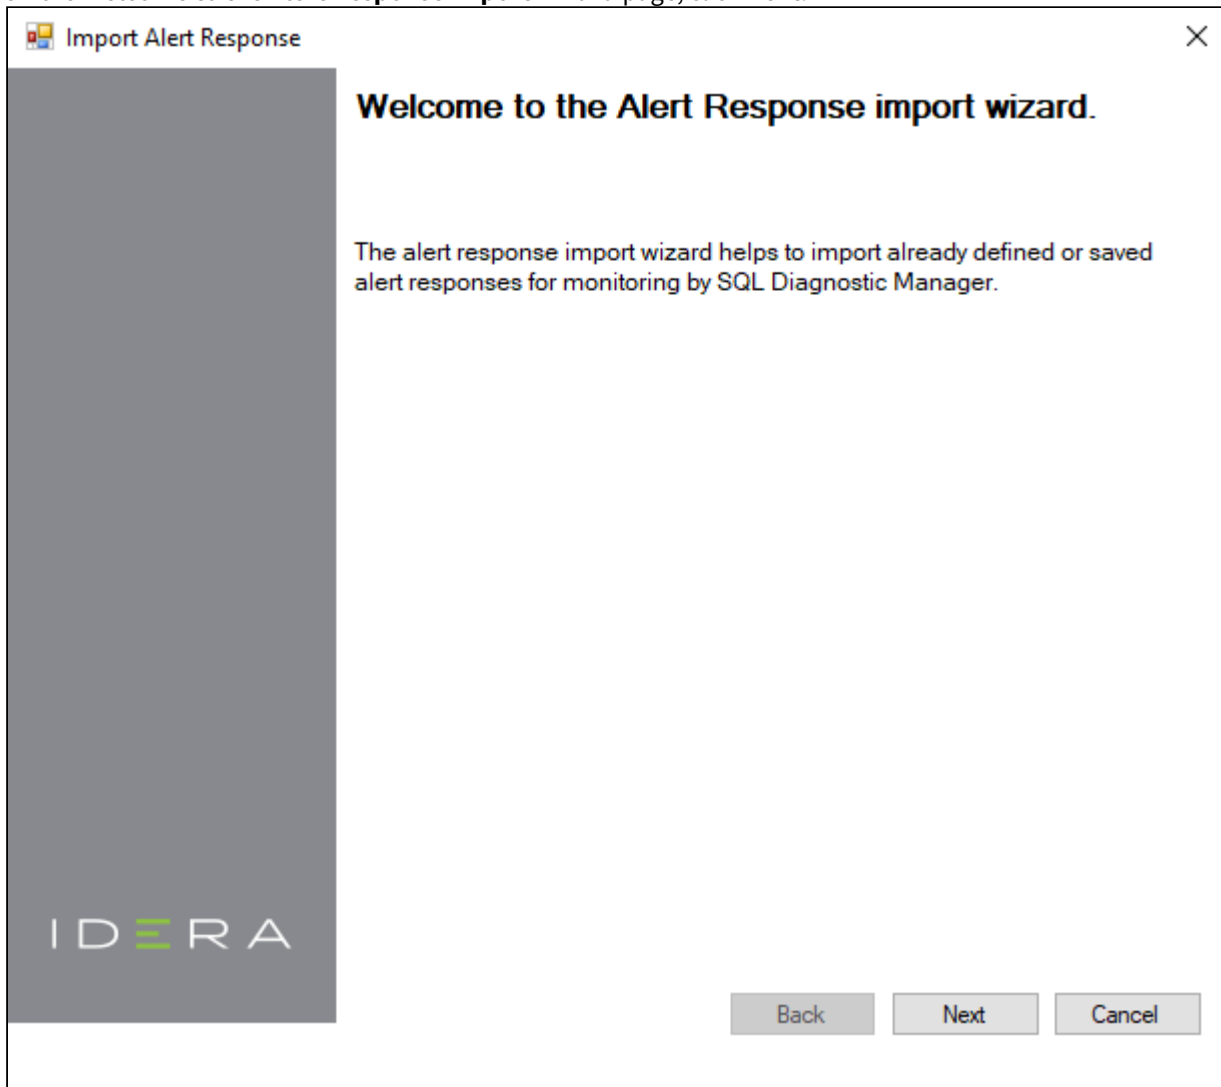 Import Alert Response
Welcome to the Alert Response import wizard.
The alert response import wizard helps to import already defined or saved
alert responses for monitoring by SQL Diagnostic Manager.
IDERA
Back Next Cancel